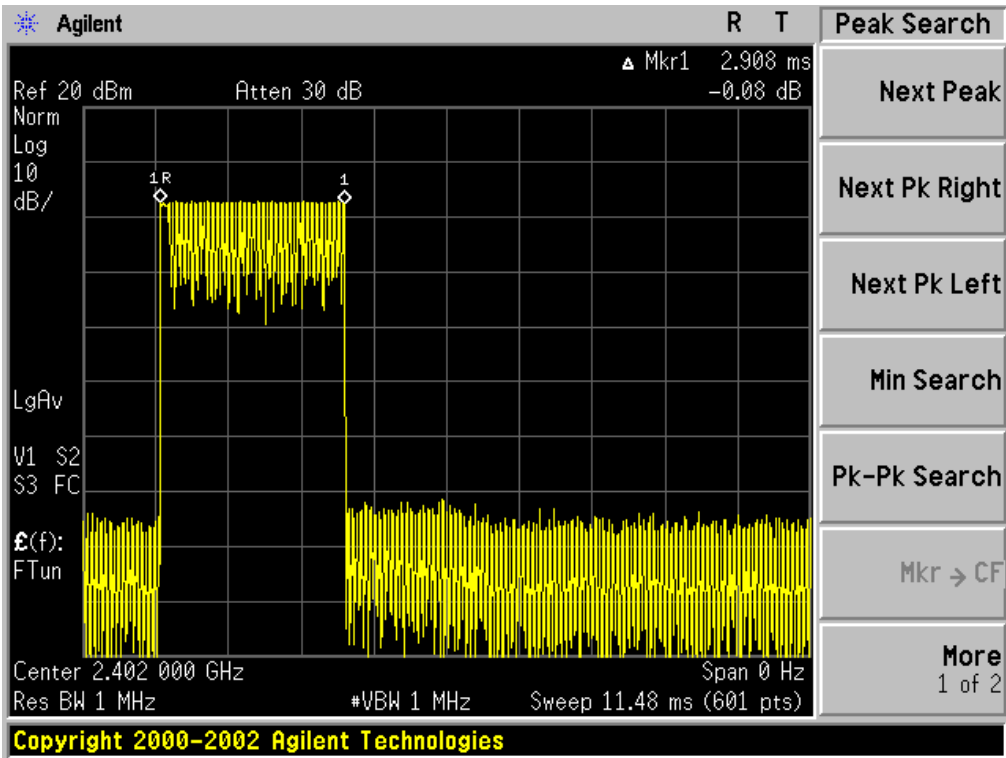 Agilent R T
Peak Search
▵ Mkr1 2.908 ms
Ref 20 dBm Atten 30 dB -0.08 dB
Norm
Log
10
dB/
1R
1
LgAv
V1 S2
S3 FC
£(f):
FTun
Center 2.402 000 GHz Span 0 Hz
Res BW 1 MHz #VBW 1 MHz Sweep 11.48 ms (601 pts)
Copyright 2000-2002 Agilent Technologies
Next Peak
Next Pk Right
Next Pk Left
Min Search
Pk-Pk Search
Mkr → CF
More
1 of 2